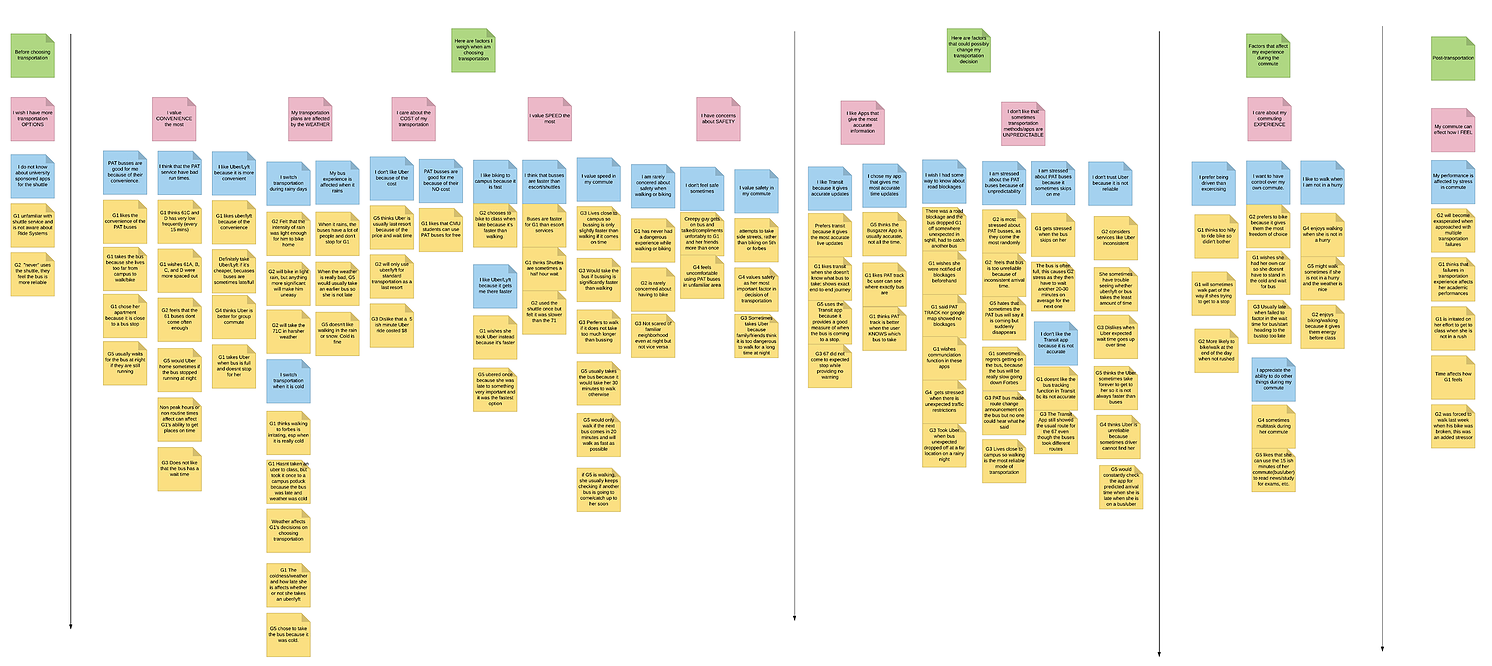 Before choosing
transportation
Here are factors I
weigh when am
choosing
transportation
Here are factors
that could possibly
change my
transportation
decision
Factors that affect
my experience
during the
commute
Post-transportation
I wish I have more
transportation
OPTIONS
I value
CONVENIENCE
the most
My transportation
plans are affected
by the WEATHER
I care about the
COST of my
transportation
I value SPEED the
most
I have concerns
about SAFETY
I like Apps that
give the most
accurate
information
I don't like that
sometimes
transportation
methods/apps are
UNPREDICTABLE
I care about my
commuting
EXPERIENCE
My commute can
effect how I FEEL
I do not know
about university
sponsored apps
for the shuttle
G1 unfamiliar with
shuttle service and
is not aware about
Ride Systems
G2 "never" uses
the shuttle, they
feel the bus is
more reliable
PAT busses are
good for me
because of their
convenience.
G1 likes the
convenience of the
PAT buses
G1 takes the bus
because she lives
too far from
campus to
walk/bike
G1 chose her
apartment
because it is close
to a bus stop
G5 usually waits
for the bus at night
if they are still
running
I think that the PAT
service have bad
run times.
G1 thinks 61C and
D has very low
frequency (every
15 mins)
G1 wishes 61A, B,
C, and D were
more spaced out
G2 feels that the
61 buses dont
come often
enough
G5 would Uber
home sometimes if
the bus stopped
running at night
Non peak hours or
non routine times
affect can affect
G1's ability to get
places on time
G3 Does not like
that the bus has a
wait time
I like Uber/Lyft
because it is more
convenient
G1 likes uber/lyft
because of the
convenience
Definitely take
Uber/Lyft if it's
cheaper, becuases
buses are
sometimes late/full
G4 thinks Uber is
better for group
commute
G1 takes Uber
when bus is full
and doesnt stop
for her
I switch
transportation
during rainy days
G2 Felt that the
intensity of rain
was light enough
for him to bike
home
G2 will bike in light
rain, but anything
more significant
will make him
uneasy
G2 will take the
71C in harsher
weather
I switch
transportation
when it is cold
G1 thinks walking
to forbes is
irritating, esp when
it is really cold
G1 Hasnt taken an
uber to class, but
took it once to a
campus potluck
because the bus
was late and
weather was cold
Weather affects
G1's decisions on
choosing
transportation
G1 The
coldness/weather
and how late she
is affects whether
or not she takes
an uber/lyft
G5 chose to take
the bus because it
was cold.
My bus
experience is
affected when it
rains
When it rains, the
buses have a lot of
people and don't
stop for G1
When the weather
is really bad, G5
would usually take
an earlier bus so
she is not late
G5 doesnt like
walking in the rain
or snow. Cold is
fine
I don't like Uber
because of the
cost
G5 thinks Uber is
usually last resort
because of the
price and wait time
G2 will only use
uber/lyft for
standard
transportation as a
last resort
G3 Dislike that a 5
ish minute Uber
ride costed $8
PAT busses are
good for me
because of their
NO cost
G1 likes that CMU
students can use
PAT buses for free
I like biking to
campus because it
is fast
G2 chooses to
bike to class when
late because it's
faster than
walking
I like Uber/Lyft
because it gets
me there faster
G1 wishes she
took Uber instead
because it's faster
G5 ubered once
because she was
late to something
very important and
it was the fastest
option
I think that busses
are faster than
escort/shuttles
Buses are faster
for G1 than escort
services
G1 thinks Shuttles
are sometimes a
half hour wait
G2 used the
shuttle once but
felt it was slower
than the 71
I value speed in
my commute
G3 Lives close to
campus so
bussing is only
slightly faster than
walking if it comes
on time
G3 Would take the
bus if its
significantly faster
than walking
G3 Perfers to walk
if it does not take
too much longer
than bussing
G5 usually takes
the bus because it
would take her 30
minutes to walk
otherwise
G5 would only
walk if the next
bus comes in
20 minutes and
will walk as fast as
possible
if G5 is walking,
she usually keeps
checking if another
bus is going to
come/catch up to
her soon
I am rarely
concerned about
safety when
walking or biking
G1 has never had
a dangerous
experience while
walking or biking
G2 is rarely
concerned about
having to bike
G3 Not scared of
familiar
neighborhood
even at night but
not vice versa
I don't feel safe
sometimes
Creepy guy gets
on bus and
talked/compliments
unfortably to G1
and her friends
more than once
G4 feels
uncomfortable
using PAT buses
in unfamiliar area
I value safety in
my commute
attempts to take
side streets, rather
than biking on 5th
or forbes
G4 values safety
as her most
important factor in
decision of
transportation
G3 Sometimes
takes Uber
because
family/friends think
it is too dangerous
to walk for a long
time at night
I like Transit
because it gives
accurate updates
Prefers transit
because it gives
the most accurate
live updates
G1 likes transit
when she doesn't
know what bus to
take; shows exact
end-to-end journey
G5 uses the
Transit app
because it
provides a good
measure of when
the bus is coming
to a stop.
G3 67 did not
come to expected
stop while
providing no
warning
I chose my app
that gives me
most accurate
time updates
G5 thinks the
Busgazer App is
usually accurate,
not all the time.
G1 likes PAT track
bc user can see
where exactly bus
are
G1 thinks PAT
track is better
when the user
KNOWS which
bus to take
I wish I had some
way to know about
road blockages
There was a road
blockage and the
bus dropped G1
off somewhere
unexpected in
sqhill, had to catch
another bus
G1 wishes she
were notified of
blockages
beforehand
G1 said PAT
TRACK nor google
map showed no
blockages
G1 wishes
communciation
function in these
apps
G4 gets stressed
when there is
unexpected traffic
restrictions
G3 Took Uber
when bus
unexpected
dropped off at a far
location on a rainy
night
I am stressed
about the PAT
buses because of
unpredictability
G2 is most
stressed about
PAT buses, as
they come the
most randomly
G2 feels that bus
is too unreliable
because of
inconsistent arrival
time.
G5 hates that
sometimes the
PAT bus will say it
is coming but
suddenly
disappears
G1 sometimes
regrets getting on
the bus, because
the bus will be
really slow going
down Forbes
G3 PAT bus made
route change
announcement on
the bus but no one
could hear what he
said
G3 Lives close to
campus so walking
is the most reliable
mode of
transportation
I am stressed
about PAT buses
because it
sometimes skips
on me
G1 gets stressed
when the bus
skips on her
The bus is often
full, this causes G2
stress as they then
have to wait
another 20-30
minutes on
average for the
next one
I don't like the
Transit app
because it is not
accurate
G1 doesnt like the
bus tracking
function in Transit
bc its not accurate
G3 The Transit
App still showed
the usual route for
the 67 even
though the buses
took different
routes
I don't trust Uber
because it is not
reliable
G2 considers
services like Uber
inconsistent
She sometimes
have trouble
seeing whether
uber/lyft or bus
takes the least
amount of time
G3 Dislikes when
Uber expected
wait time goes up
over time
G5 thinks the Uber
sometimes take
forever to get to
her so it is not
always faster than
buses
G4 thinks Uber is
unreliable
because
sometimes driver
cannot find her
G5 would
constantly check
the app for
predicted arrival
time when she is
late when she is
on a bus/uber
I prefer being
driven than
excercising
G1 thinks too hilly
to ride bike so
didn't bother
G1 will sometimes
walk part of the
way if shes trying
to get to a stop
G2 More likely to
bike/walk at the
end of the day
when not rushed
I want to have
control over my
own commute.
G2 prefers to bike
because it gives
them the most
freedom of choice
G1 wishes she
had her own car
so she doesnt
have to stand in
the cold and wait
for bus
G3 Usually late
when failed to
factor in the wait
time for bus/start
heading to the
bustop too late
I appreciate the
ability to do other
things during my
commute
G4 sometimes
multitask during
her commute
G5 likes that she
can use the 15 ish
minutes of her
commute(bus/uber)
to read news/study
for exams, etc.
I like to walk when
I am not in a hurry
G4 enjoys walking
when she is not in
a hurry
G5 might walk
sometimes if she
is not in a hurry
and the weather is
nice
G2 enjoys
biking/walking
because it gives
them energy
before class
My performance is
affected by stress
in commute
G2 will become
exasperated when
approached with
multiple
transportation
failures
G1 think that
failures in
transportation
experience affects
her academic
performances
G1 is irritated on
her effort to get to
class when she is
not in a rush
Time affects how
G1 feels
G2 was forced to
walk last week
when his bike was
broken, this was
an added stressor